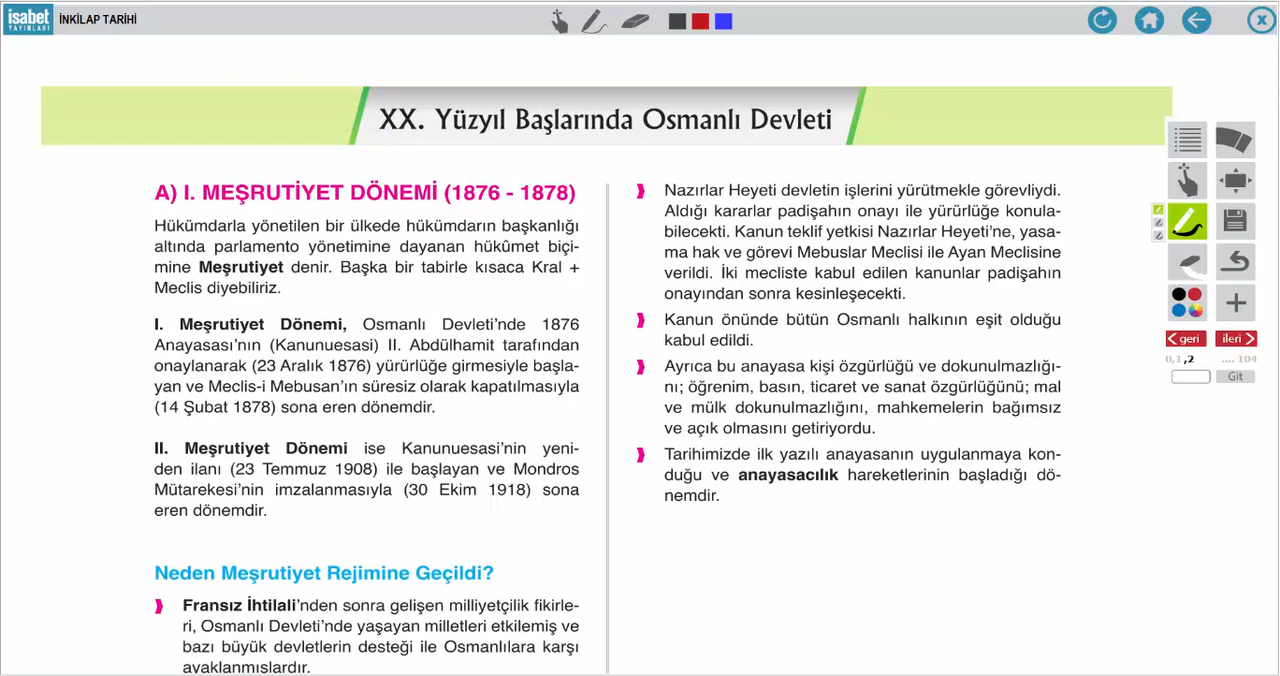 isabet
YAYINLARI
İNKİLAP TARİHİ
XX. Yüzyıl Başlarında Osmanlı Devleti
A) I. MEŞRUTİYET DÖNEMİ (1876 - 1878)
Hükümdarla yönetilen bir ülkede hükümdarın başkanlığı
altında parlamento yönetimine dayanan hükûmet biçi-
mine Meşrutiyet denir. Başka bir tabirle kısaca Kral +
Meclis diyebiliriz.
I. Meşrutiyet Dönemi, Osmanlı Devleti'nde 1876
Anayasası'nın (Kanunuesasi) II. Abdülhamit tarafından
onaylanarak (23 Aralık 1876) yürürlüğe girmesiyle başla-
yan ve Meclis-i Mebusan'ın süresiz olarak kapatılmasıyla
(14 Şubat 1878) sona eren dönemdir.
II. Meşrutiyet Dönemi ise Kanunuesasi'nin yeni-
den ilanı (23 Temmuz 1908) ile başlayan ve Mondros
Mütarekesi'nin imzalanmasıyla (30 Ekim 1918) sona
eren dönemdir.
Neden Meşrutiyet Rejimine Geçildi?
Fransız İhtilali'nden sonra gelişen milliyetçilik fikirle-
ri, Osmanlı Devleti'nde yaşayan milletleri etkilemiş ve
bazı büyük devletlerin desteği ile Osmanlılara karşı
ayaklanmışlardır.
Nazırlar Heyeti devletin işlerini yürütmekle görevliydi.
Aldığı kararlar padişahın onayı ile yürürlüğe konula-
bilecekti. Kanun teklif yetkisi Nazırlar Heyeti'ne, yasa-
ma hak ve görevi Mebuslar Meclisi ile Ayan Meclisine
verildi. İki mecliste kabul edilen kanunlar padişahın
onayından sonra kesinleşecekti.
Kanun önünde bütün Osmanlı halkının eşit olduğu
kabul edildi.
Ayrıca bu anayasa kişi özgürlüğü ve dokunulmazlığı-
nı; öğrenim, basın, ticaret ve sanat özgürlüğünü; mal
ve mülk dokunulmazlığını, mahkemelerin bağımsız
ve açık olmasını getiriyordu.
Tarihimizde ilk yazılı anayasanın uygulanmaya kon-
duğu ve anayasacılık hareketlerinin başladığı dö-
nemdir.
geri ileri
0,1,2 .... 104
Git